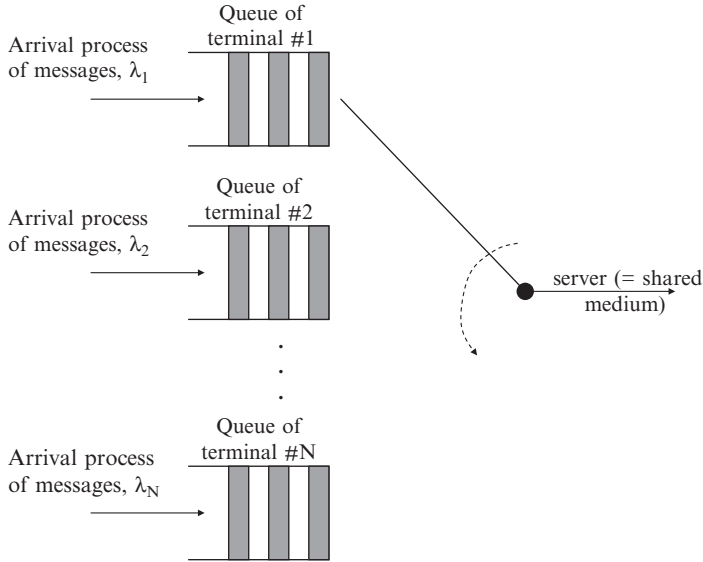 Queue of
terminal #1
Arrival process
of messages, λ₁
Queue of
terminal #2
Arrival process
of messages, λ₂
server (= shared
medium)
.
.
.
Queue of
terminal #N
Arrival process
of messages, λ_N